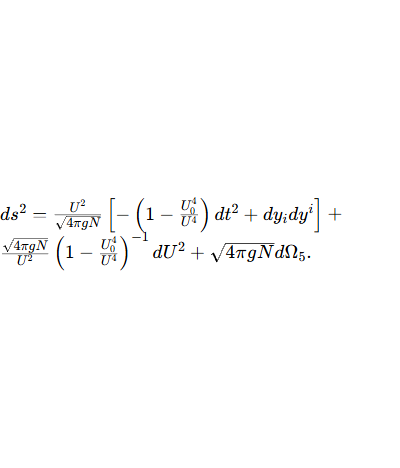 $ds^2 = \frac{U^2}{\sqrt{4\pi gN}} \left[ -\left(1 - \frac{U_0^4}{U^4}\right) dt^2 + dy_i dy^i \right] +$
$\frac{\sqrt{4\pi gN}}{U^2} \left(1 - \frac{U_0^4}{U^4}\right)^{-1} dU^2 + \sqrt{4\pi gN} d\Omega_5.$